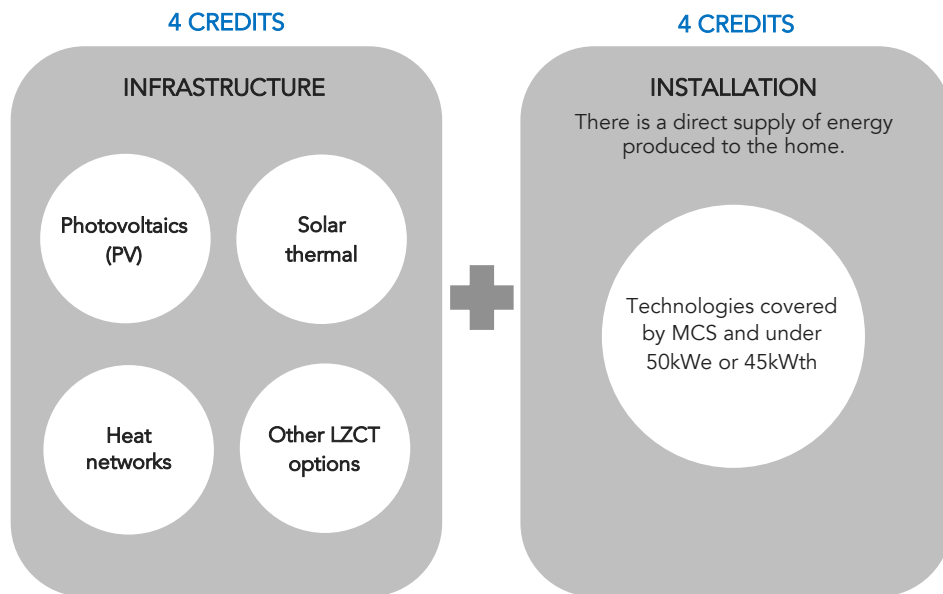 4 CREDITS
INFRASTRUCTURE
Photovoltaics
(PV)
Solar
thermal
Heat
networks
Other LZCT
options
4 CREDITS
INSTALLATION
There is a direct supply of energy
produced to the home.
Technologies covered
by MCS and under
50kWe or 45kWth